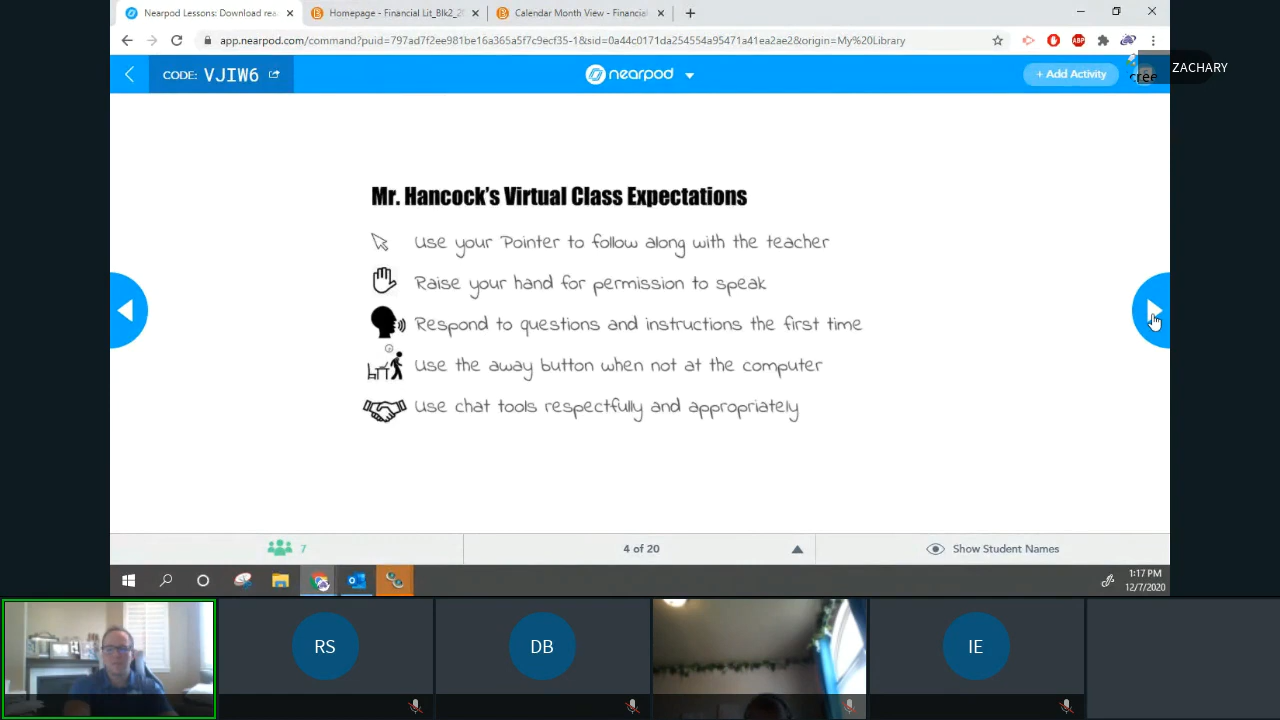 Nearpod Lessons: Download rea
Homepage - Financial Lit_Blk2_20
Calendar Month View - Financial
app.nearpod.com/command?puid=797ad7f2ee981be16a365a5f7c9ecf35-1&sid=0a44c0171da254554a95471a41ea2ae2&origin=My%20Library
ABP
CODE: VJIW6
nearpod
+ Add Activity
ZACHARY
Mr. Hancock's Virtual Class Expectations
Use your Pointer to follow along with the teacher
Raise your hand for permission to speak
Respond to questions and instructions the first time
Use the away button when not at the computer
Use chat tools respectfully and appropriately
7
4 of 20
Show Student Names
1:17 PM
12/7/2020
RS
DB
IE